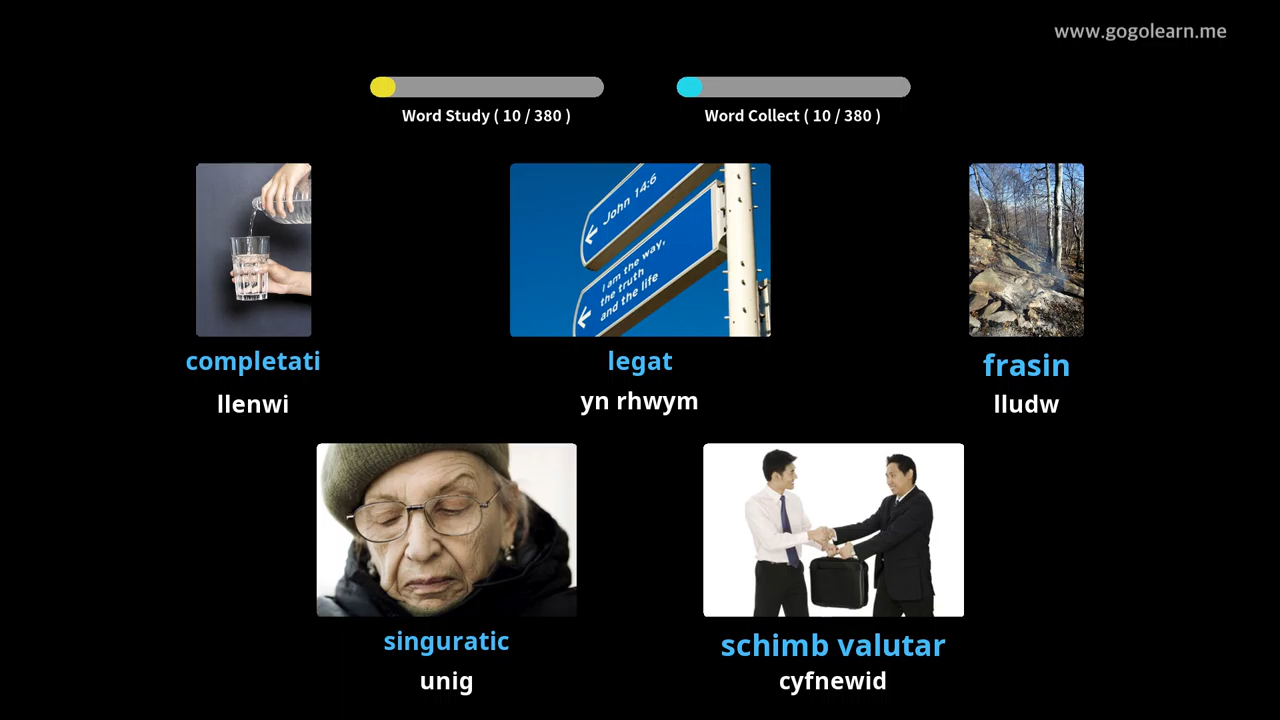 www.gogolearn.me
Word Study ( 10 / 380 )
Word Collect ( 10 / 380 )
John 14:6
I am the way,
the truth
and the life
completati
llenwi
legat
yn rhwym
frasin
lludw
singuratic
unig
schimb valutar
cyfnewid